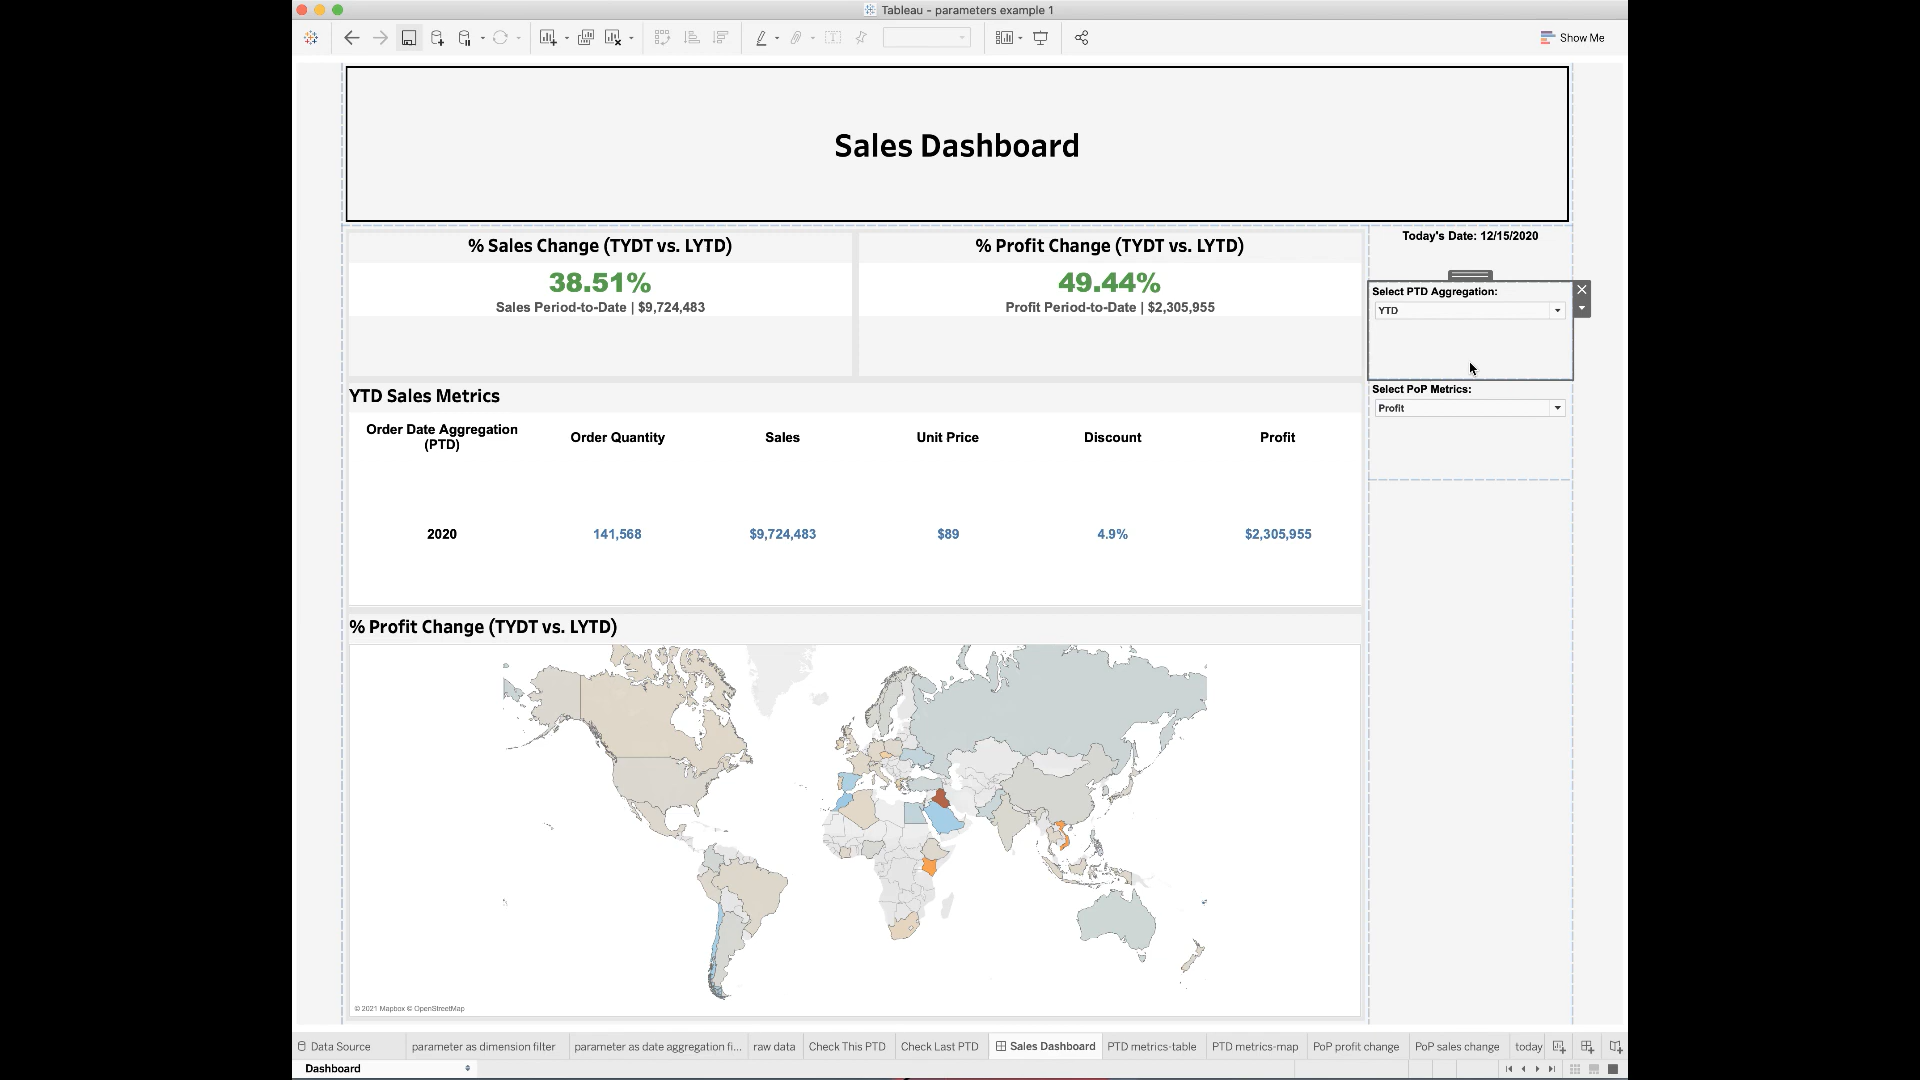 Tableau - parameters example 1
Show Me
Sales Dashboard
% Sales Change (TYDT vs. LYTD)
38.51%
Sales Period-to-Date | $9,724,483
% Profit Change (TYDT vs. LYTD)
49.44%
Profit Period-to-Date | $2,305,955
Today's Date: 12/15/2020
Select PTD Aggregation:
YTD
Select PoP Metrics:
Profit
YTD Sales Metrics
Order Date Aggregation
(PTD)
Order Quantity
Sales
Unit Price
Discount
Profit
2020
141,568
$9,724,483
$89
4.9%
$2,305,955
% Profit Change (TYDT vs. LYTD)
© 2021 Mapbox © OpenStreetMap
Data Source
parameter as dimension filter
parameter as date aggregation fi...
raw data
Check This PTD
Check Last PTD
Sales Dashboard
PTD metrics-table
PTD metrics-map
PoP profit change
PoP sales change
today
Dashboard